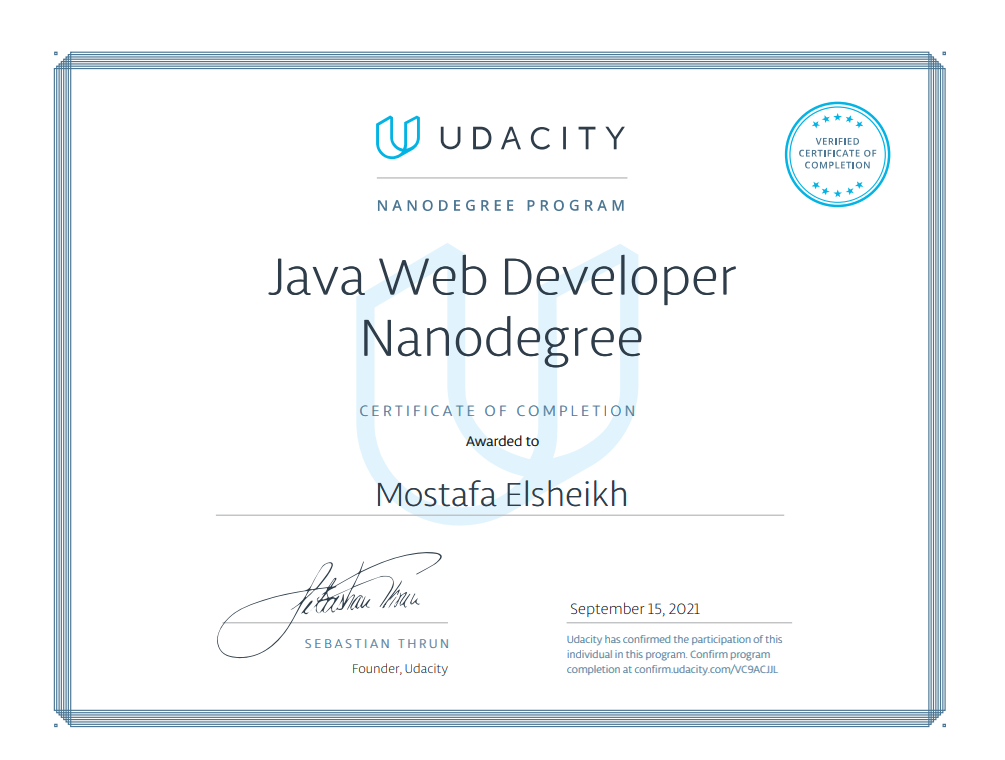 UDACITY
VERIFIED
CERTIFICATE OF
COMPLETION
NANODEGREE PROGRAM
Java Web Developer
Nanodegree
CERTIFICATE OF COMPLETION
Awarded to
Mostafa Elsheikh
Sebastian Thrun
SEBASTIAN THRUN
Founder, Udacity
September 15, 2021
Udacity has confirmed the participation of this
individual in this program. Confirm program
completion at confirm.udacity.com/VC9ACJJL